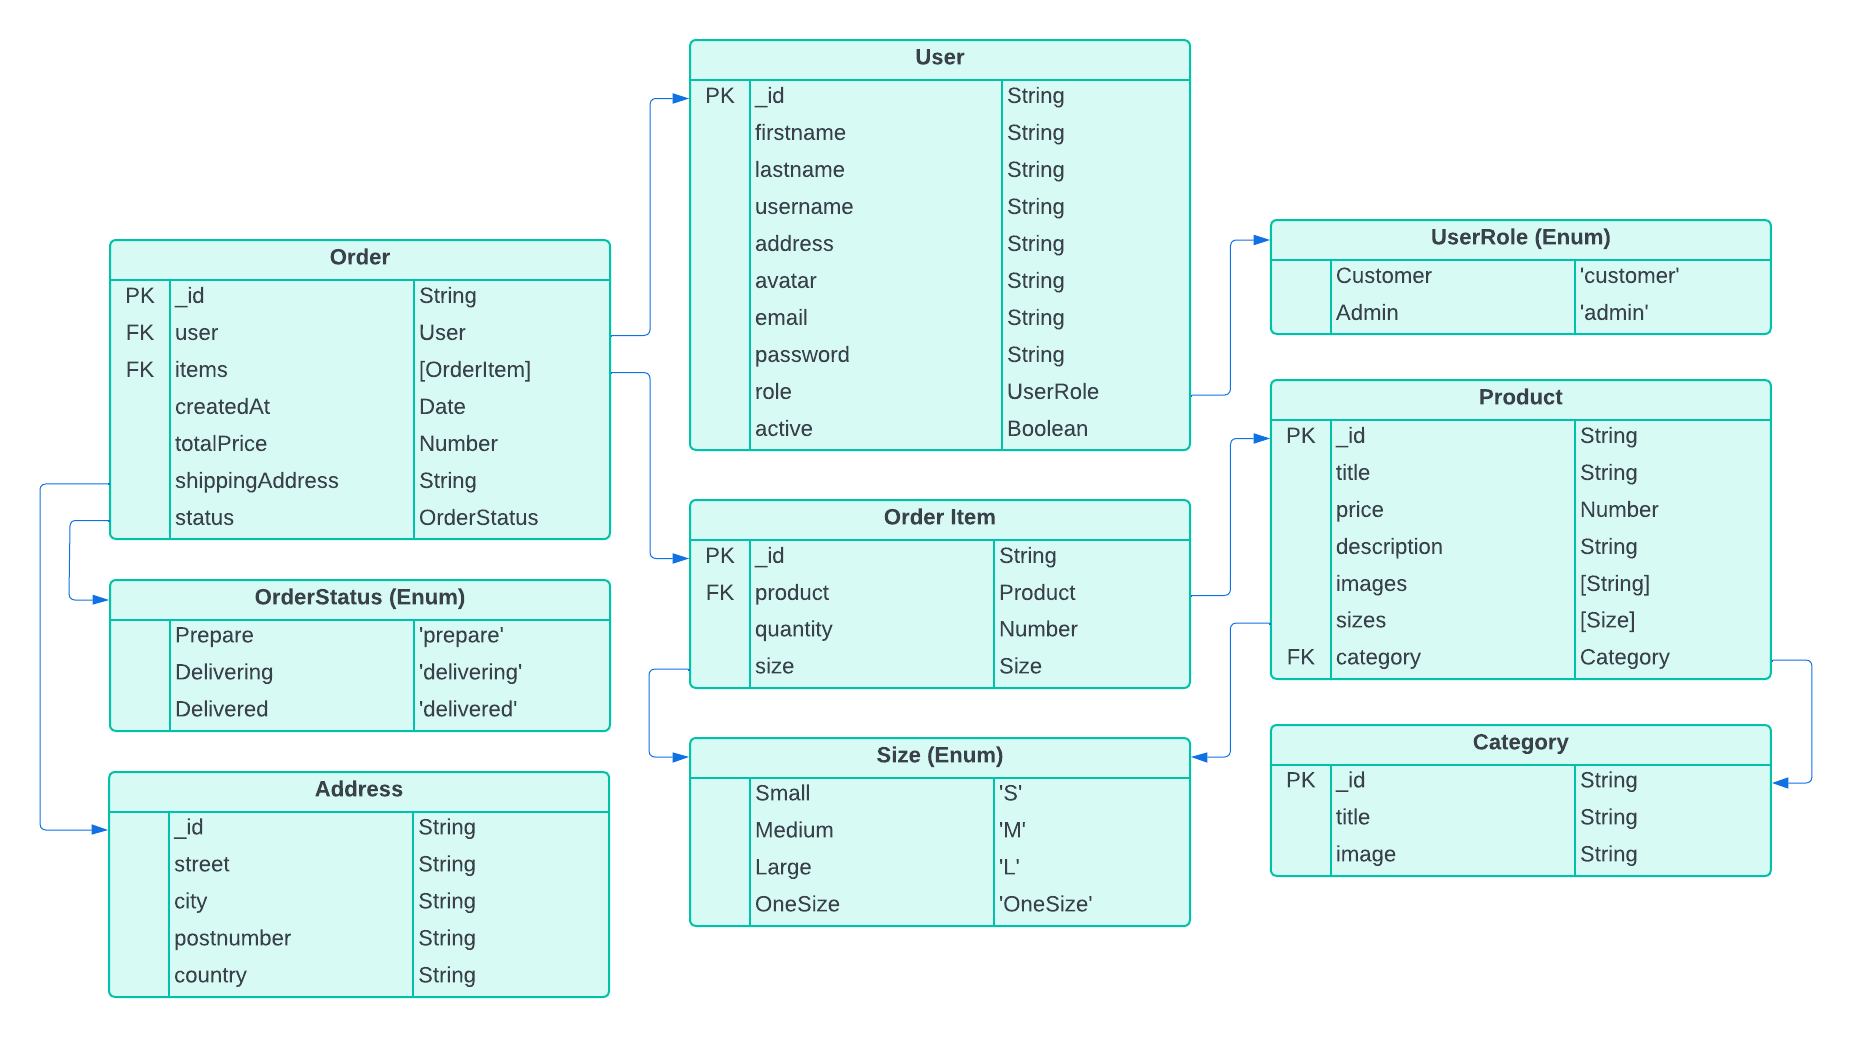 User
PK _id String
firstname String
lastname String
username String
address String
avatar String
email String
password String
role UserRole
active Boolean
Order
PK _id String
FK user User
FK items [OrderItem]
createdAt Date
totalPrice Number
shippingAddress String
status OrderStatus
UserRole (Enum)
Customer 'customer'
Admin 'admin'
Product
PK _id String
title String
price Number
description String
images [String]
sizes [Size]
FK category Category
Order Item
PK _id String
FK product Product
quantity Number
size Size
OrderStatus (Enum)
Prepare 'prepare'
Delivering 'delivering'
Delivered 'delivered'
Size (Enum)
Small 'S'
Medium 'M'
Large 'L'
OneSize 'OneSize'
Category
PK _id String
title String
image String
Address
_id String
street String
city String
postnumber String
country String